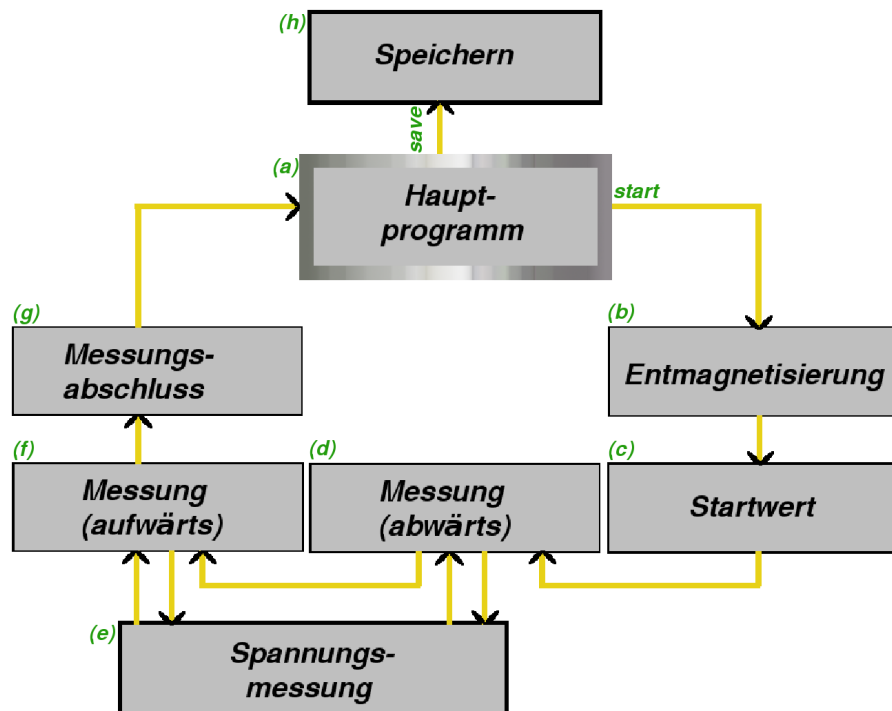 (h)
Speichern
save
(a)
Haupt-
programm
start
(g)
Messungs-
abschluss
(b)
Entmagnetisierung
(f)
Messung
(aufwärts)
(d)
Messung
(abwärts)
(c)
Startwert
(e)
Spannungs-
messung